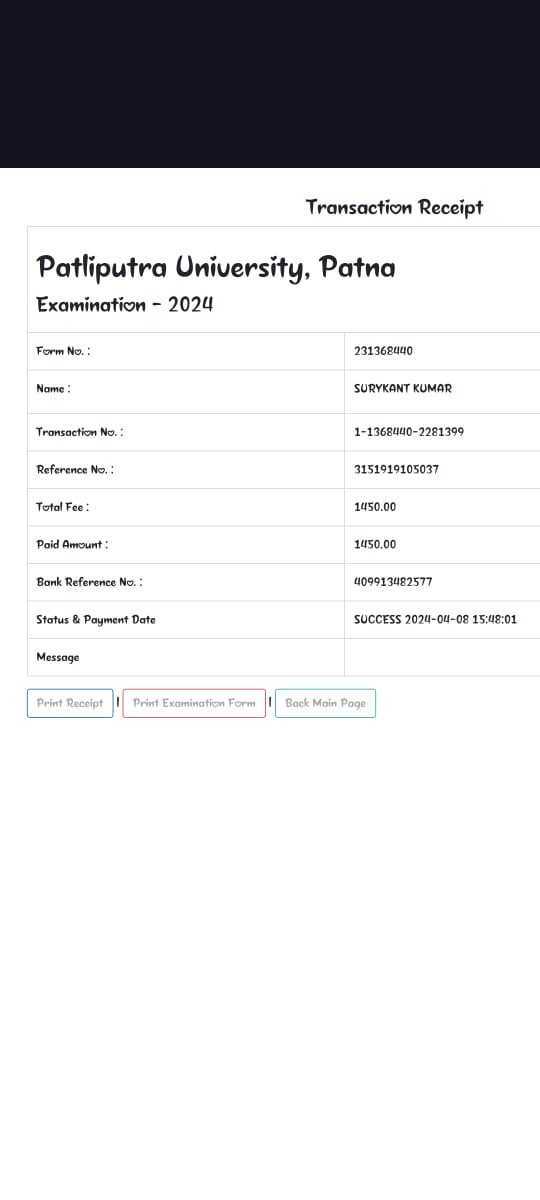 Transaction Receipt
Patliputra University, Patna
Examination - 2024
Form No. : 231368440
Name : SURYKANT KUMAR
Transaction No. : 1-1368440-2281399
Reference No. : 3151919105037
Total Fee : 1450.00
Paid Amount : 1450.00
Bank Reference No. : 409913482577
Status & Payment Date SUCCESS 2024-04-08 15:48:01
Message
Print Receipt | Print Examination Form | Back Main Page